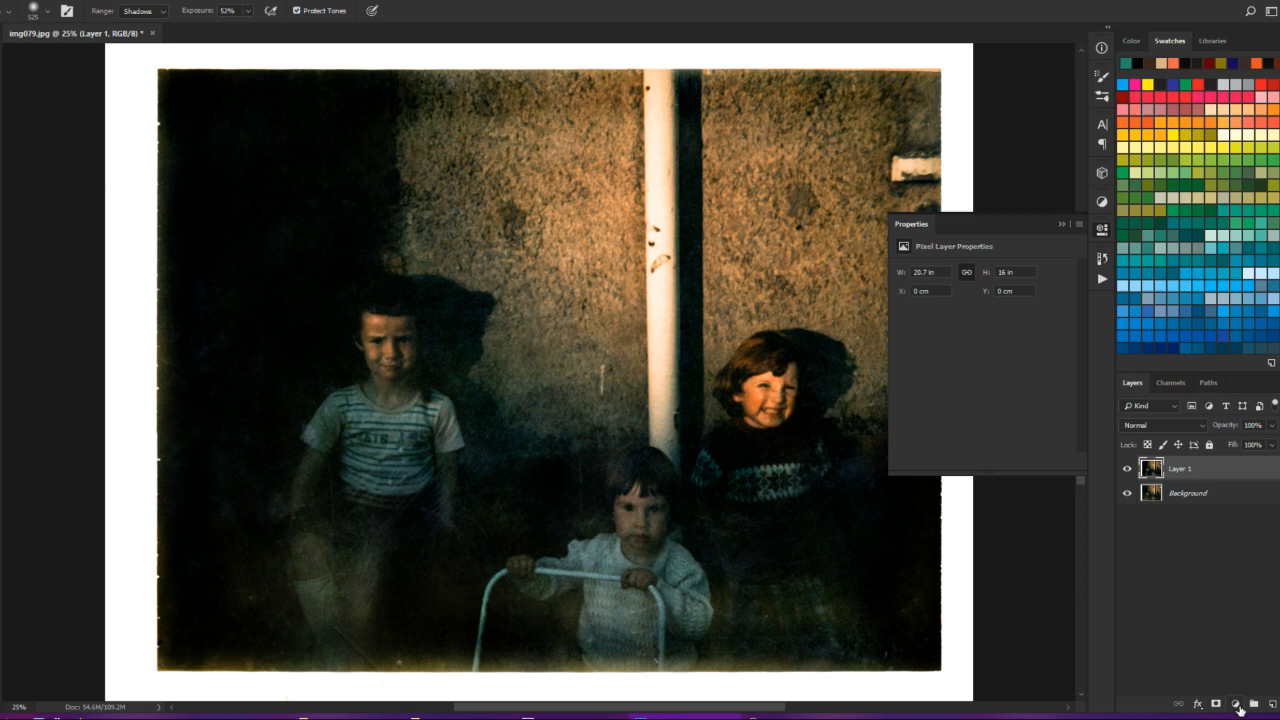 525
Range: Shadows
Exposure: 52%
Protect Tones
img079.jpg @ 25% (Layer 1, RGB/8) *
Color Swatches Libraries
Properties
Pixel Layer Properties
W: 20.7 in H: 16 in
X: 0 cm Y: 0 cm
Layers Channels Paths
Kind
Normal Opacity: 100%
Lock: Fill: 100%
Layer 1
Background
fx
25% Doc: 54.6M/109.2M